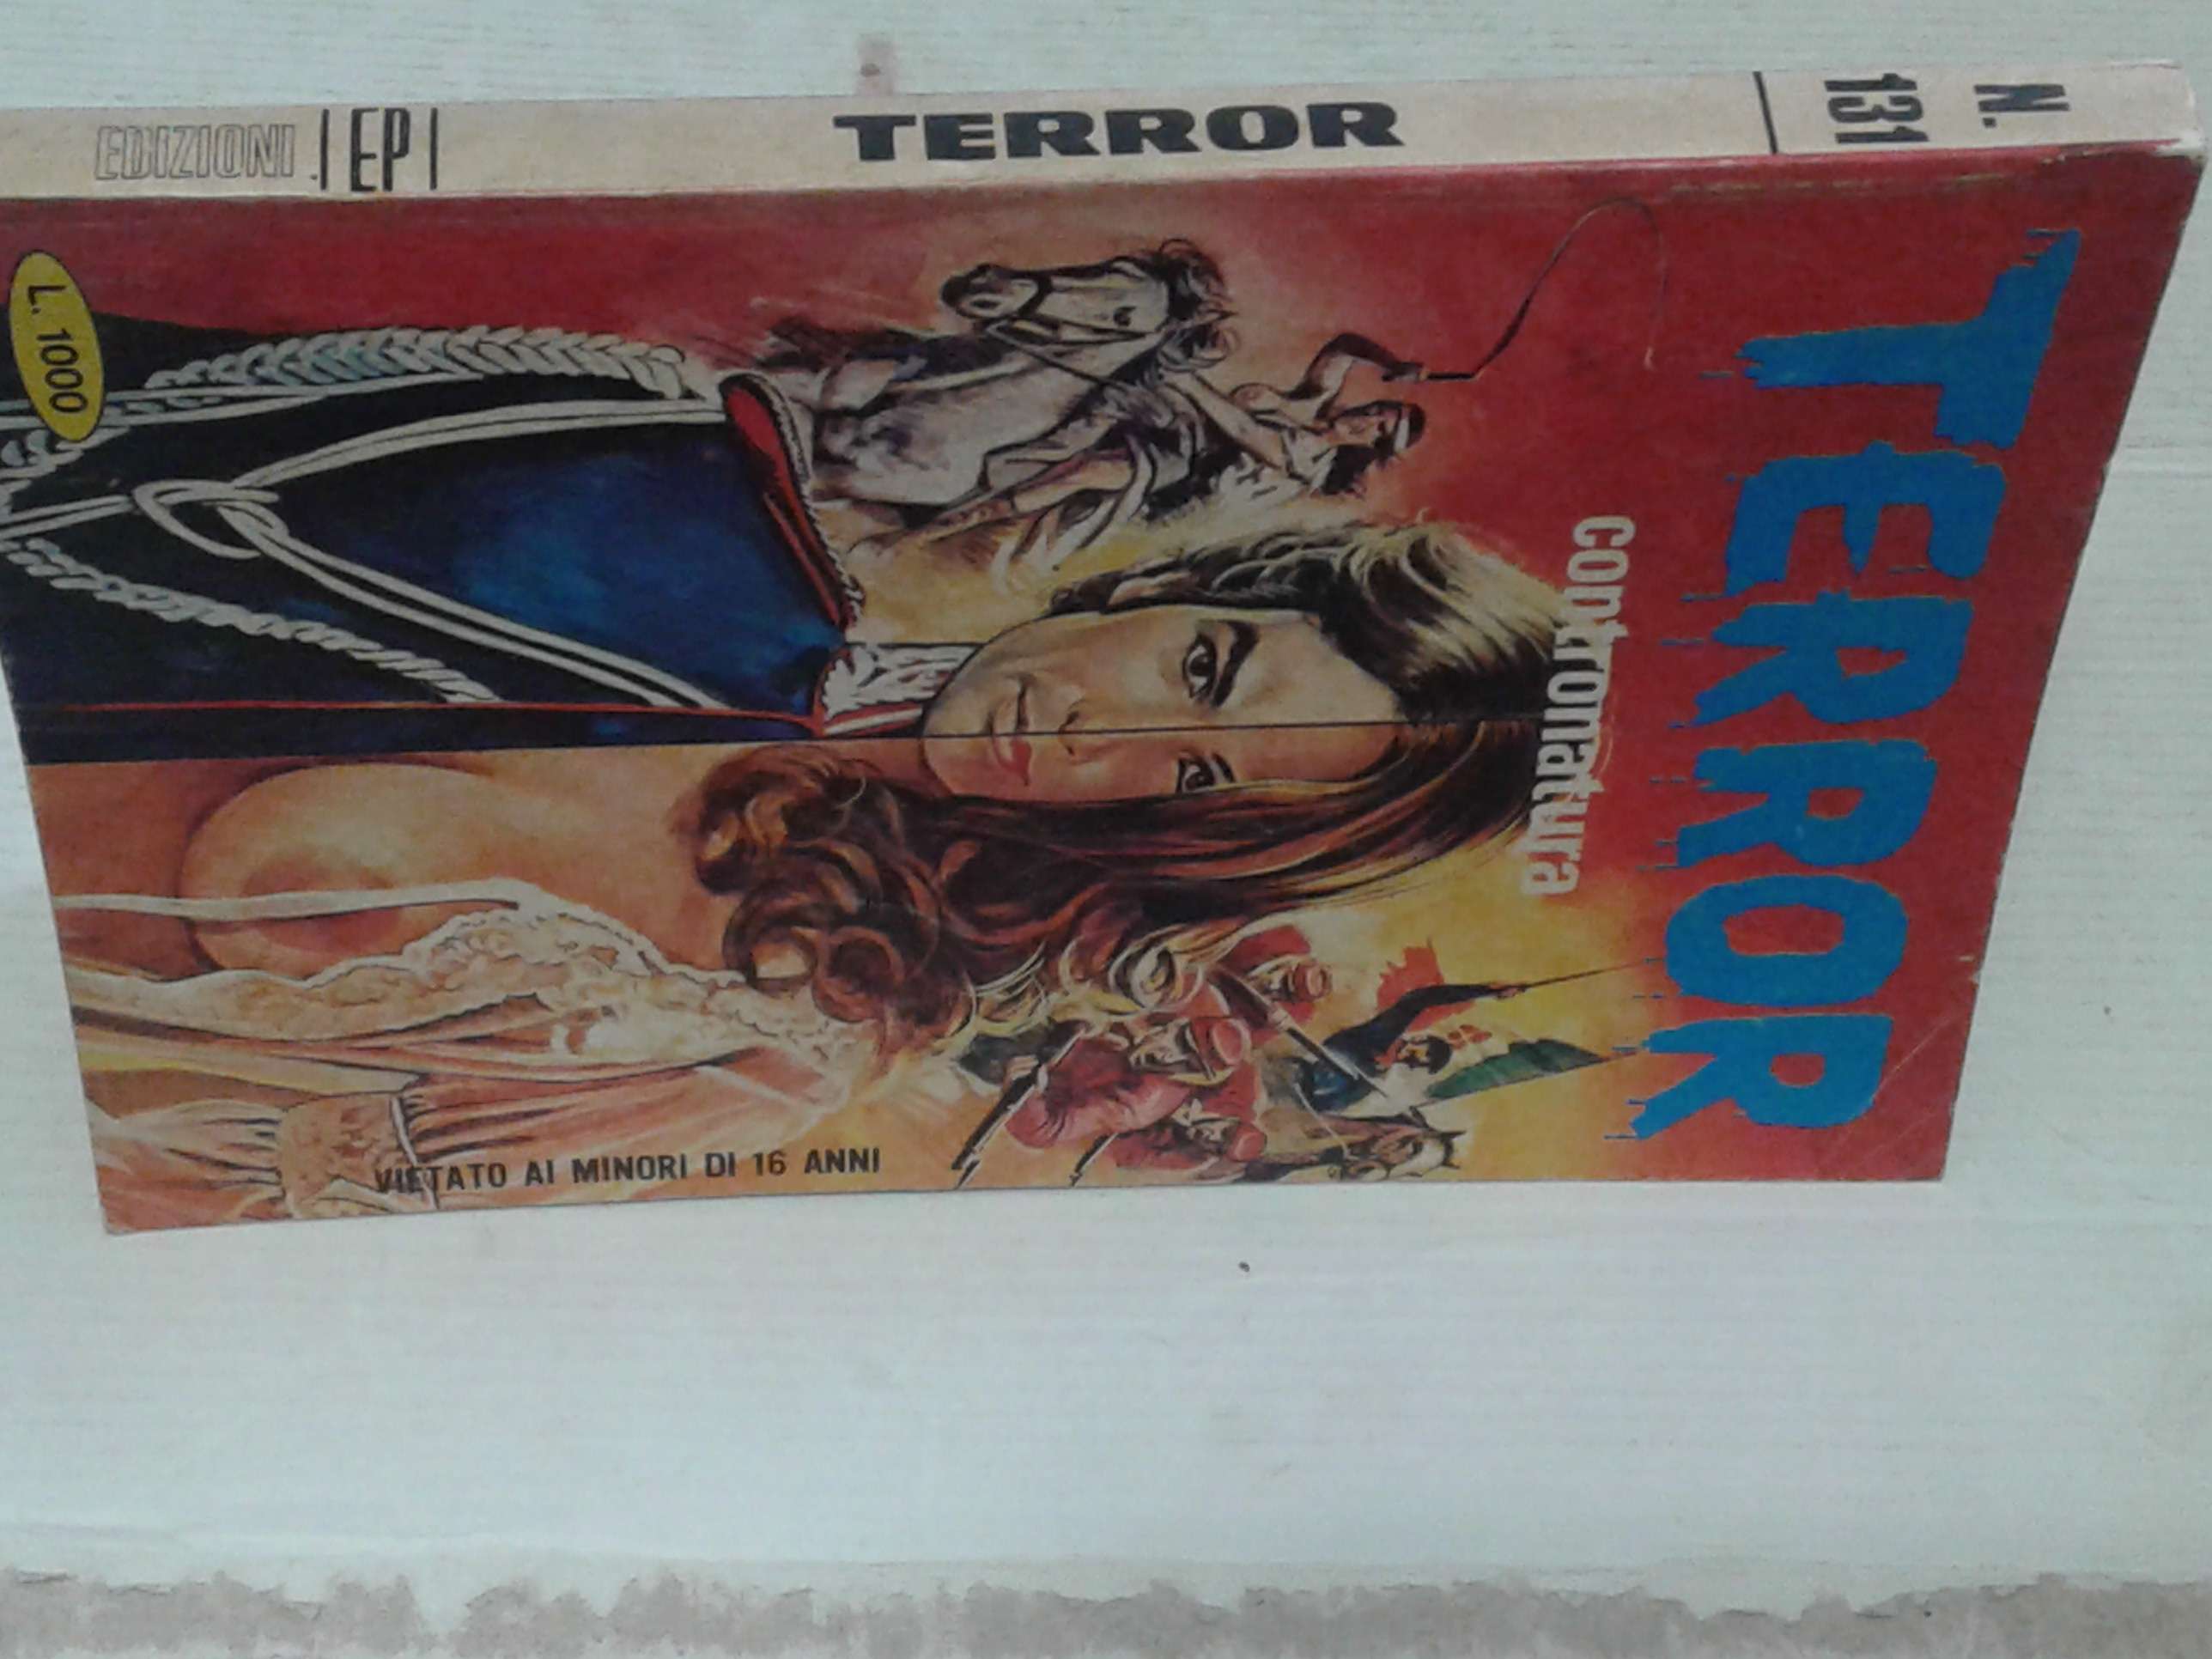 N.
131
TERROR
EDIZIONI EP
TERROR
contronatura
L. 1000
VIETATO AI MINORI DI 16 ANNI